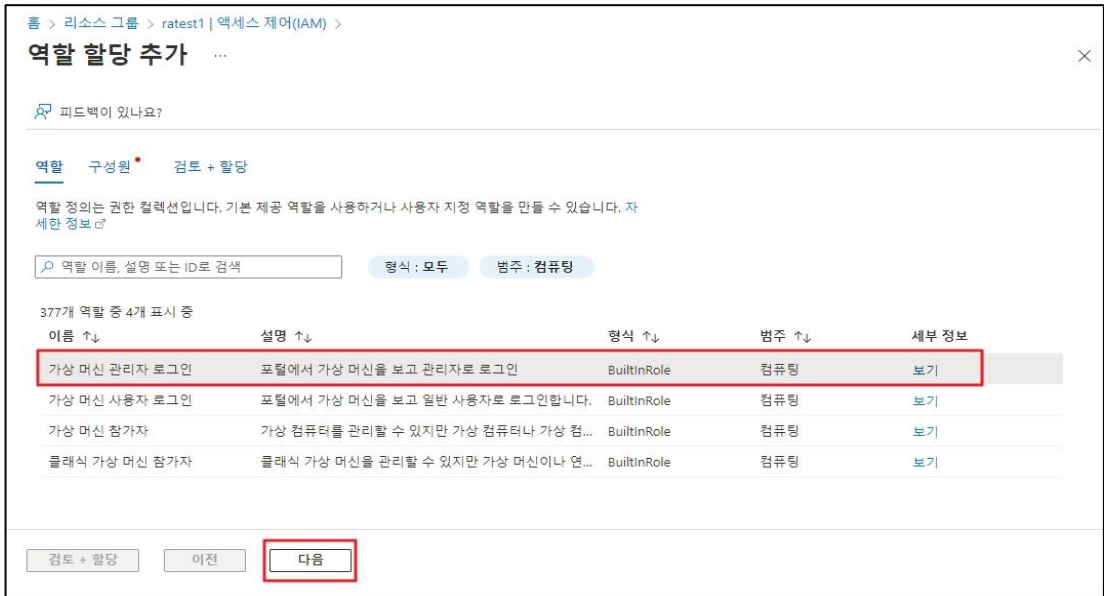 홈 > 리소스 그룹 > ratest1 | 액세스 제어(IAM) >
역할 할당 추가 ...
피드백이 있나요?
역할 구성원 검토 + 할당
역할 정의는 권한 컬렉션입니다. 기본 제공 역할을 사용하거나 사용자 지정 역할을 만들 수 있습니다. 자
세한 정보
역할 이름, 설명 또는 ID로 검색 형식 : 모두 범주 : 컴퓨팅
377개 역할 중 4개 표시 중
이름 ↑↓ 설명 ↑↓ 형식 ↑↓ 범주 ↑↓ 세부 정보
가상 머신 관리자 로그인 포털에서 가상 머신을 보고 관리자로 로그인 BuiltInRole 컴퓨팅 보기
가상 머신 사용자 로그인 포털에서 가상 머신을 보고 일반 사용자로 로그인합니다. BuiltInRole 컴퓨팅 보기
가상 머신 참가자 가상 컴퓨터를 관리할 수 있지만 가상 컴퓨터나 가상 컴... BuiltInRole 컴퓨팅 보기
클래식 가상 머신 참가자 클래식 가상 머신을 관리할 수 있지만 가상 머신이나 연... BuiltInRole 컴퓨팅 보기
검토 + 할당 이전 다음